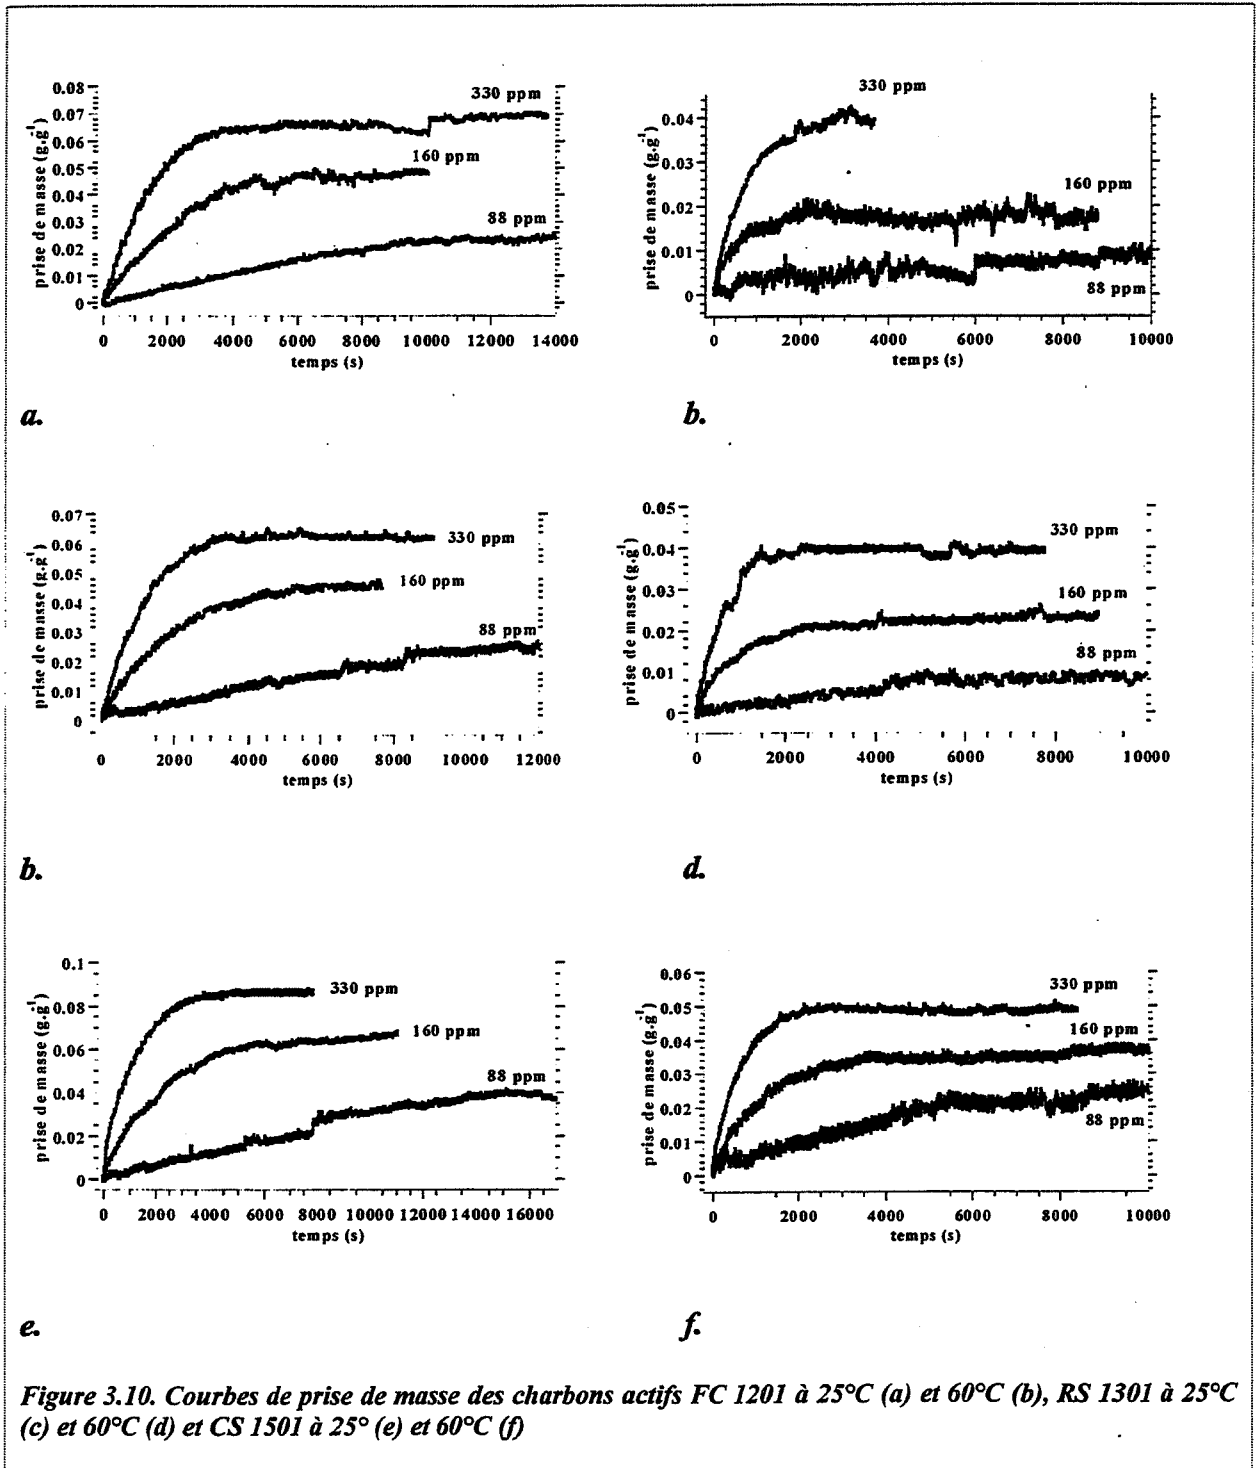 0.08
0.07
0.06
0.05
0.04
0.03
0.02
0.01
0
prise de masse (g.g-1)
330 ppm
160 ppm
88 ppm
0 2000 4000 6000 8000 10000 12000 14000
temps (s)
a.
0.04
0.03
0.02
0.01
0
prise de masse (g.g-1)
330 ppm
160 ppm
88 ppm
0 2000 4000 6000 8000 10000
temps (s)
b.
0.07
0.06
0.05
0.04
0.03
0.02
0.01
0
prise de masse (g.g-1)
330 ppm
160 ppm
88 ppm
0 2000 4000 6000 8000 10000 12000
temps (s)
b.
0.05
0.04
0.03
0.02
0.01
0
prise de masse (g.g-1)
330 ppm
160 ppm
88 ppm
0 2000 4000 6000 8000 10000
temps (s)
d.
0.1
0.08
0.06
0.04
0.02
0
prise de masse (g.g-1)
330 ppm
160 ppm
88 ppm
0 2000 4000 6000 8000 10000 12000 14000 16000
temps (s)
e.
0.06
0.05
0.04
0.03
0.02
0.01
0
prise de masse (g.g-1)
330 ppm
160 ppm
88 ppm
0 2000 4000 6000 8000 10000
temps (s)
f.
Figure 3.10. Courbes de prise de masse des charbons actifs FC 1201 à 25°C (a) et 60°C (b), RS 1301 à 25°C
(c) et 60°C (d) et CS 1501 à 25° (e) et 60°C (f)